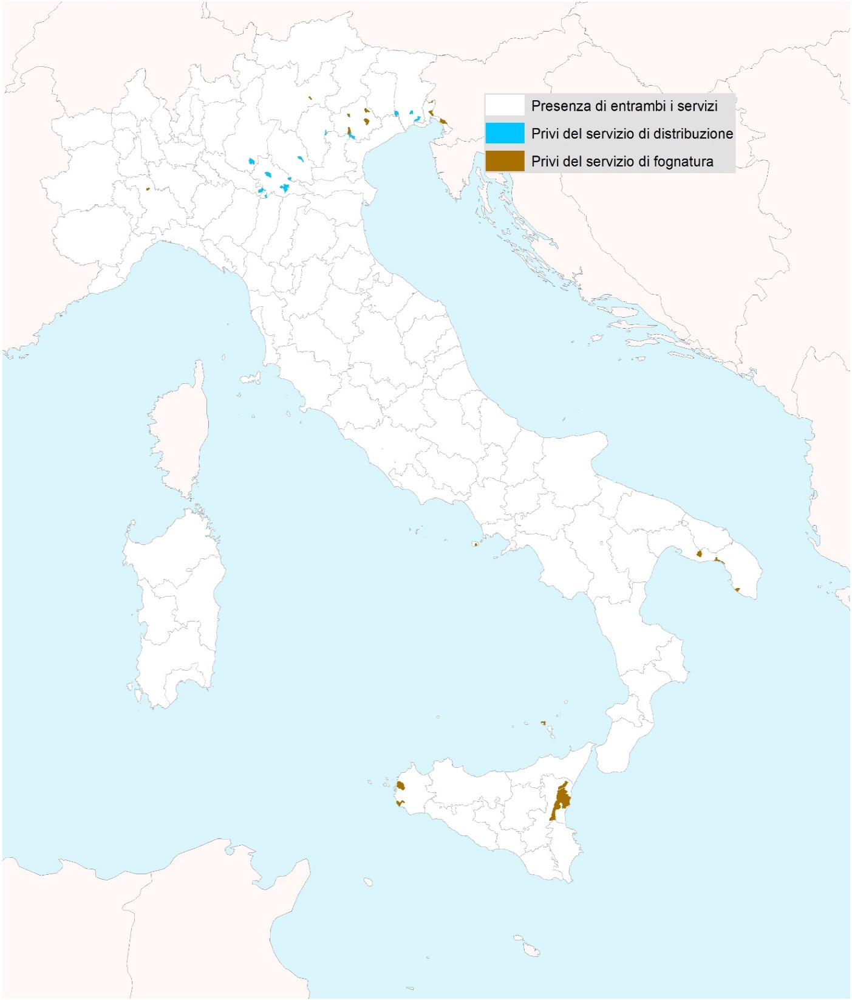 Presenza di entrambi i servizi
Privi del servizio di distribuzione
Privi del servizio di fognatura